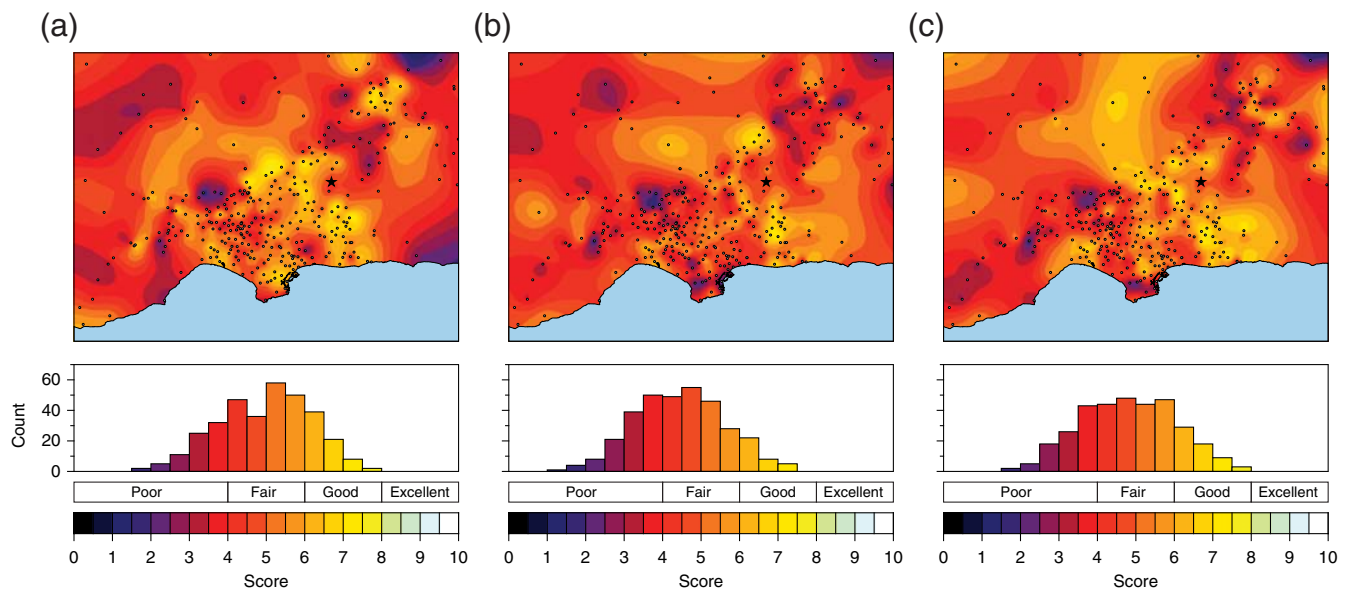 (a) (b) (c)
60
40
20
0
Count
Poor Fair Good Excellent
Poor Fair Good Excellent
Poor Fair Good Excellent
0 1 2 3 4 5 6 7 8 9 10
0 1 2 3 4 5 6 7 8 9 10
0 1 2 3 4 5 6 7 8 9 10
Score Score Score